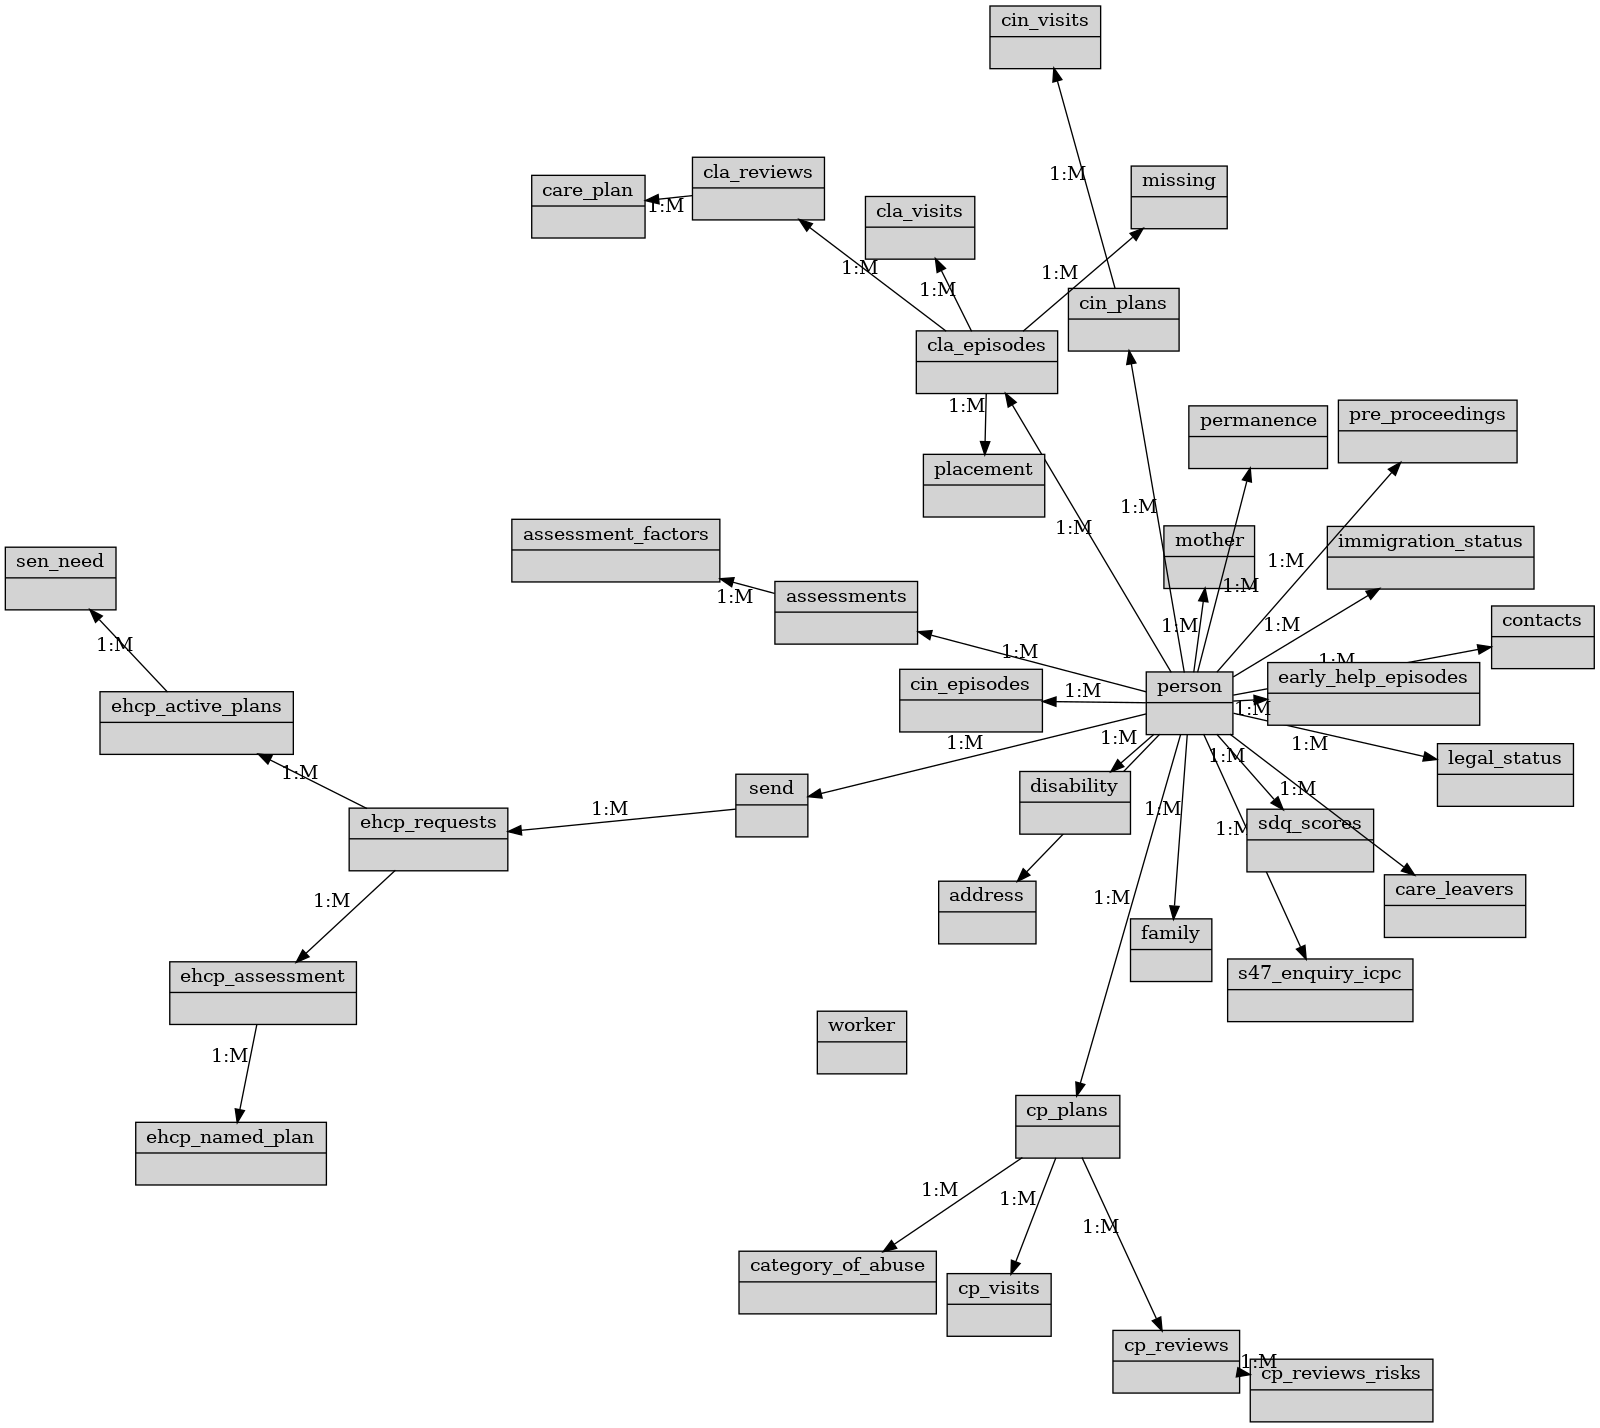 cin_visits
1:M
cla_reviews
care_plan
1:M
missing
cla_visits
1:M
1:M
1:M
cin_plans
cla_episodes
1:M
permanence
pre_proceedings
placement
1:M
1:M
assessment_factors
mother
immigration_status
sen_need
1:M
1:M
1:M
assessments
1:M
contacts
1:M
1:M
1:M
1:M
cin_episodes
1:M
person
early_help_episodes
1:M
ehcp_active_plans
1:M
1:M
1:M
1:M
legal_status
1:M
send
disability
1:M
ehcp_requests
1:M
1:M
1:M
sdq_scores
care_leavers
1:M
address
1:M
family
ehcp_assessment
s47_enquiry_icpc
worker
1:M
cp_plans
ehcp_named_plan
1:M
1:M
1:M
category_of_abuse
cp_visits
cp_reviews
1:M
cp_reviews_risks